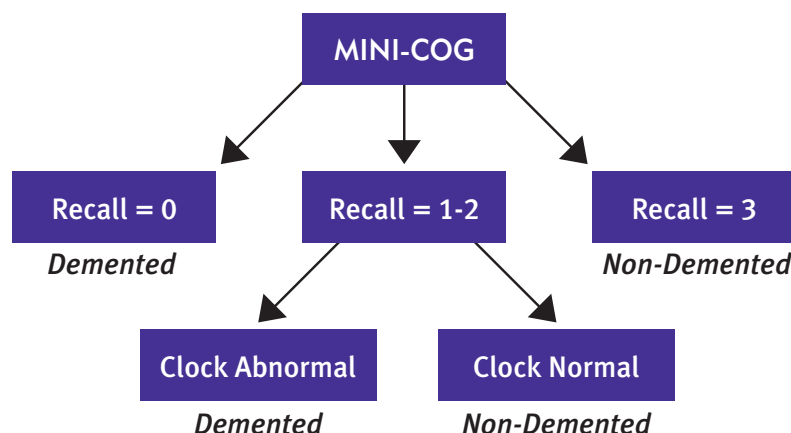 MINI-COG
Recall = 0
Recall = 1-2
Recall = 3
Demented
Non-Demented
Clock Abnormal
Clock Normal
Demented
Non-Demented